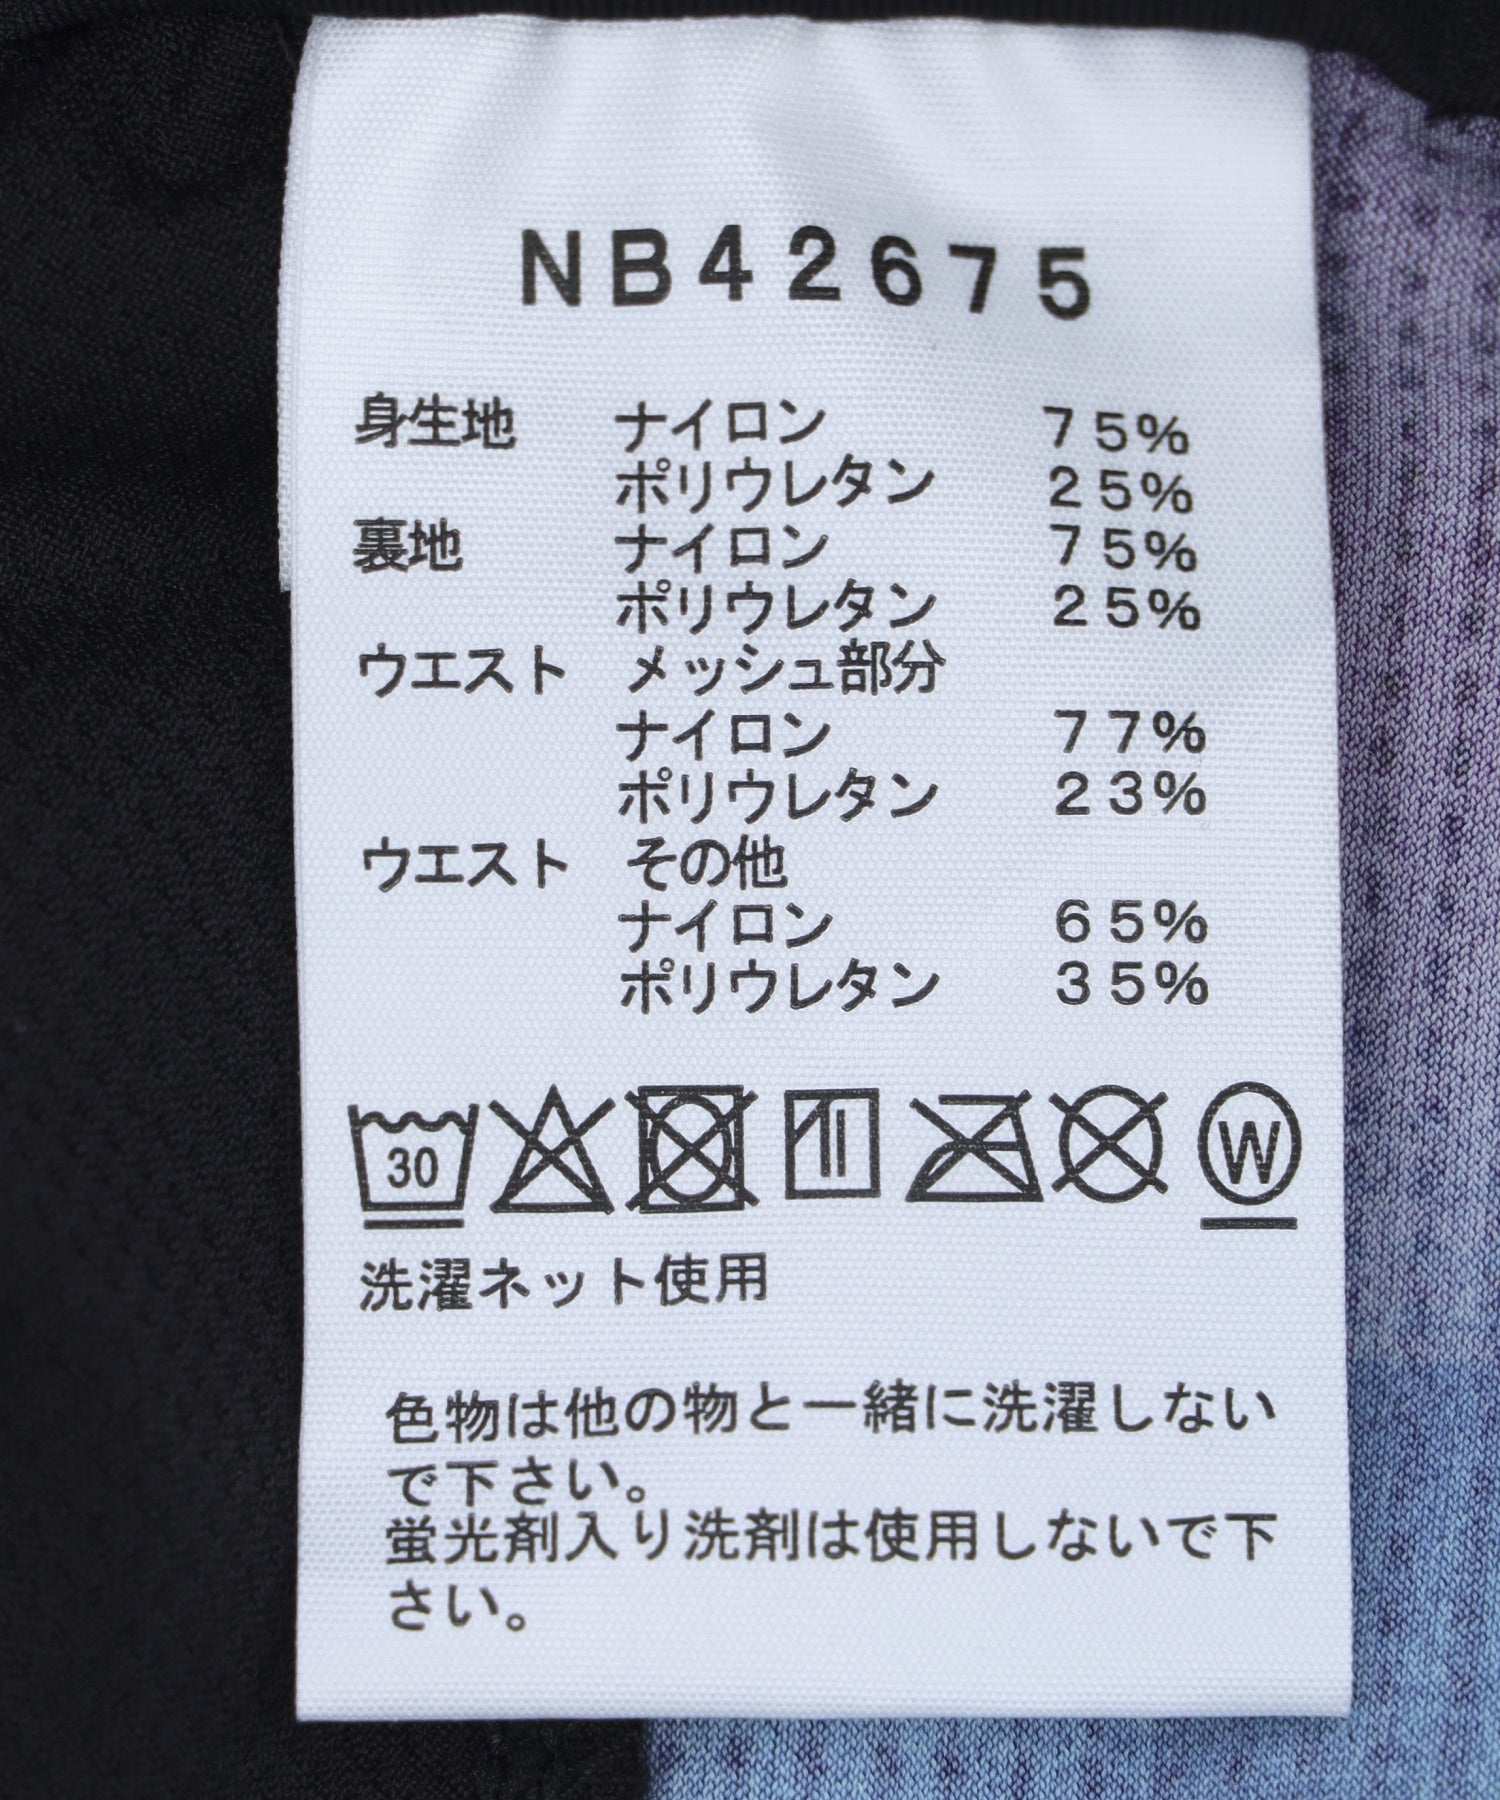 NB42675
身生地 ナイロン 75%
ポリウレタン 25%
裏地 ナイロン 75%
ポリウレタン 25%
ウエスト メッシュ部分
ナイロン 77%
ポリウレタン 23%
ウエスト その他
ナイロン 65%
ポリウレタン 35%
30 W
洗濯ネット使用
色物は他の物と一緒に洗濯しない
で下さい。
蛍光剤入り洗剤は使用しないで下
さい。